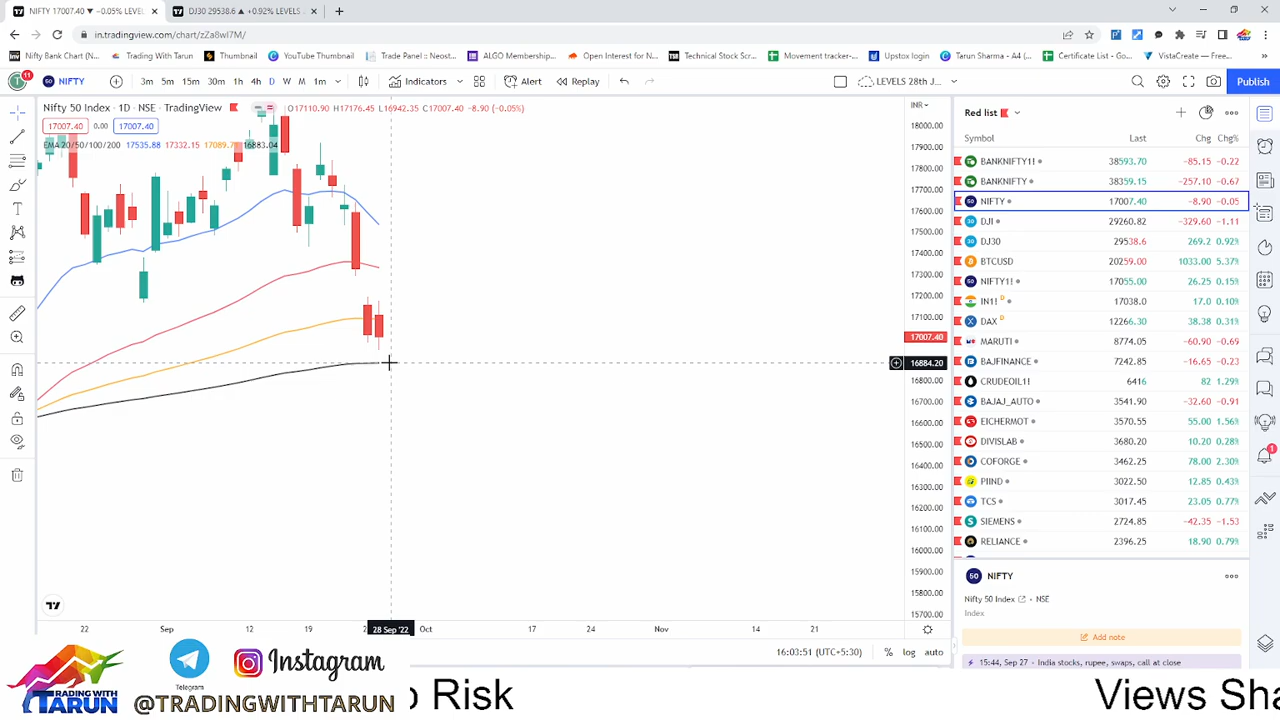 NIFTY 17007.40 ▼ −0.05% LEVEL
DJ30 29538.6 ▲ +0.92% LEVELS
in.tradingview.com/chart/zZa8wI7M/
Nifty Bank Chart (N...
Trading With Tarun
Thumbnail
YouTube Thumbnail
Trade Panel :: Neost...
ALGO Membership...
Open Interest for N...
Technical Stock Scr...
Movement tracker-...
Upstox login
Tarun Sharma - A4 (...
Certificate List - Go...
VistaCreate — Free...
11
50 NIFTY
3m 5m 15m 30m 1h 4h D W M 1m
Indicators
Alert
Replay
LEVELS 28th J...
Publish
Nifty 50 Index · 1D · NSE · TradingView
O17110.90 H17176.45 L16942.35 C17007.40 −8.90 (−0.05%)
17007.40 0.00 17007.40
EMA 20/50/100/200 17535.88 17332.15 17089.7 16883.04
INR
18000.00
17900.00
17800.00
17700.00
17600.00
17500.00
17400.00
17300.00
17200.00
17100.00
17007.40
16884.20
16800.00
16700.00
16600.00
16500.00
16400.00
16300.00
16200.00
16100.00
16000.00
15900.00
15800.00
15700.00
22 Sep 12 19 28 Sep '22 Oct 17 24 Nov 14 21
16:03:51 (UTC+5:30) % log auto
Red list
Symbol Last Chg Chg%
BANKNIFTY1! 38593.70 −85.15 −0.22
BANKNIFTY 38359.15 −257.10 −0.67
NIFTY 17007.40 −8.90 −0.05
DJI 29260.82 −329.60 −1.11
DJ30 29538.6 269.2 0.92%
BTCUSD 20259.00 1033.00 5.37%
NIFTY1! 17055.00 26.25 0.15%
IN1! D 17038.0 17.0 0.10%
DAX D 12266.30 38.38 0.31%
MARUTI 8774.05 −60.90 −0.69
BAJFINANCE 7242.85 −16.65 −0.23
CRUDEOIL1! 6416 82 1.29%
BAJAJ_AUTO 3541.90 −32.60 −0.91
EICHERMOT 3570.55 55.00 1.56%
DIVISLAB 3680.20 10.20 0.28%
COFORGE 3462.25 78.00 2.30%
PIIND 3022.50 12.85 0.43%
TCS 3017.45 23.05 0.77%
SIEMENS 2724.85 −42.35 −1.53
RELIANCE 2396.25 18.90 0.79%
50 NIFTY
Nifty 50 Index · NSE
Index
Add note
15:44, Sep 27 · India stocks, rupee, swaps, call at close
1
TRADING WITH
TARUN
Telegram
Instagram
@TRADINGWITHTARUN
o Risk
Views Sha